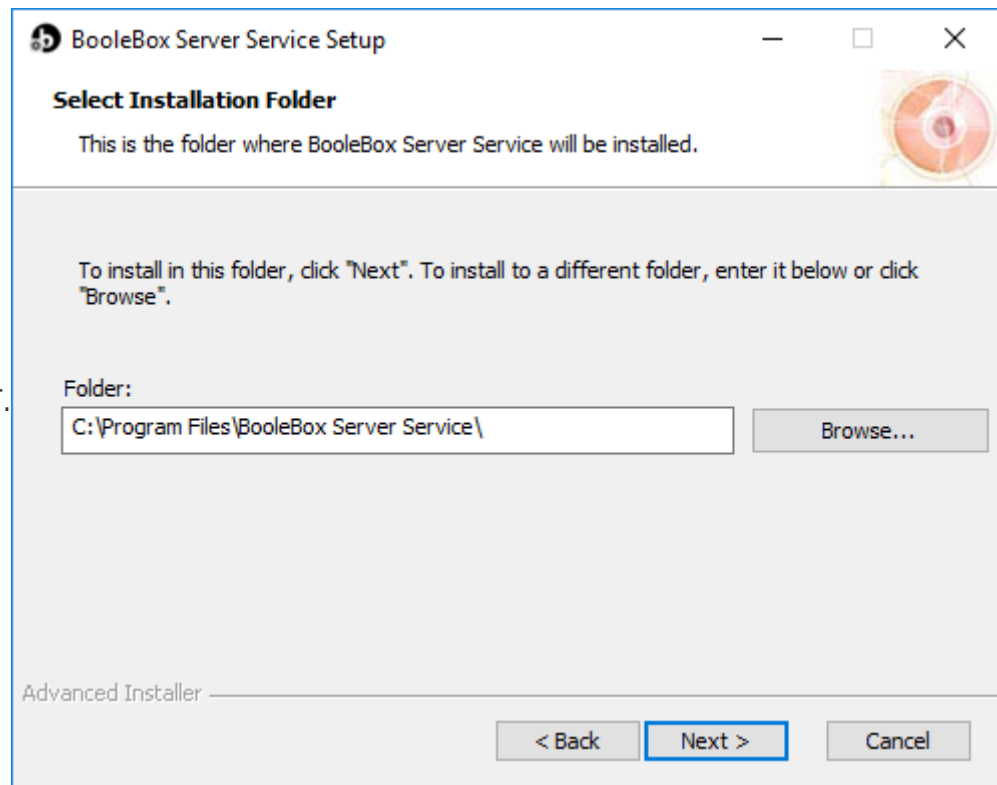 BooleBox Server Service Setup
Select Installation Folder
This is the folder where BooleBox Server Service will be installed.
To install in this folder, click "Next". To install to a different folder, enter it below or click
"Browse".
Folder:
C:\Program Files\BooleBox Server Service\
Browse...
Advanced Installer
< Back
Next >
Cancel